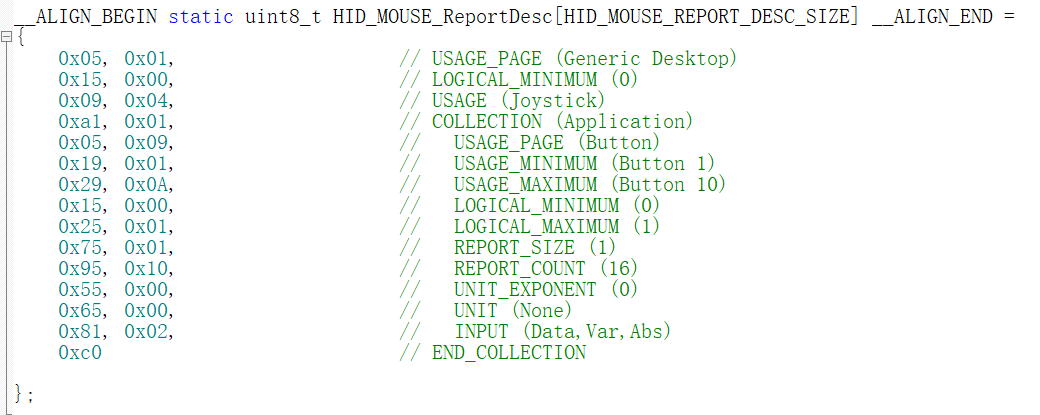 __ALIGN_BEGIN static uint8_t HID_MOUSE_ReportDesc[HID_MOUSE_REPORT_DESC_SIZE] __ALIGN_END =
{
    0x05, 0x01,                    // USAGE_PAGE (Generic Desktop)
    0x15, 0x00,                    // LOGICAL_MINIMUM (0)
    0x09, 0x04,                    // USAGE (Joystick)
    0xa1, 0x01,                    // COLLECTION (Application)
    0x05, 0x09,                    //   USAGE_PAGE (Button)
    0x19, 0x01,                    //   USAGE_MINIMUM (Button 1)
    0x29, 0x0A,                    //   USAGE_MAXIMUM (Button 10)
    0x15, 0x00,                    //   LOGICAL_MINIMUM (0)
    0x25, 0x01,                    //   LOGICAL_MAXIMUM (1)
    0x75, 0x01,                    //   REPORT_SIZE (1)
    0x95, 0x10,                    //   REPORT_COUNT (16)
    0x55, 0x00,                    //   UNIT_EXPONENT (0)
    0x65, 0x00,                    //   UNIT (None)
    0x81, 0x02,                    //   INPUT (Data,Var,Abs)
    0xc0                           // END_COLLECTION
};